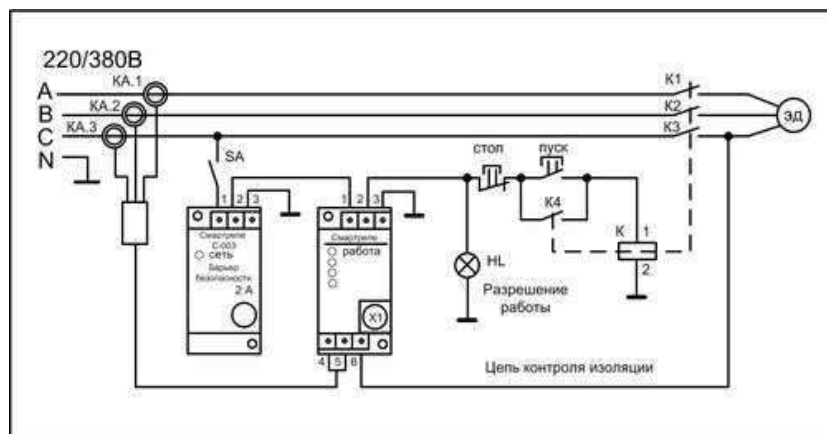 220/380В
КА.1
К1
А
КА.2
К2
В
КА.3
К3
С
ЭД
N
SA
стоп
пуск
1 2 3
1 2 3
К4
К 1
2
Смартреле
С-003
сеть
Барьер
безопасности
2 А
Смартреле
работа
X1
HL
Разрешение
работы
4 5 6
Цепь контроля изоляции